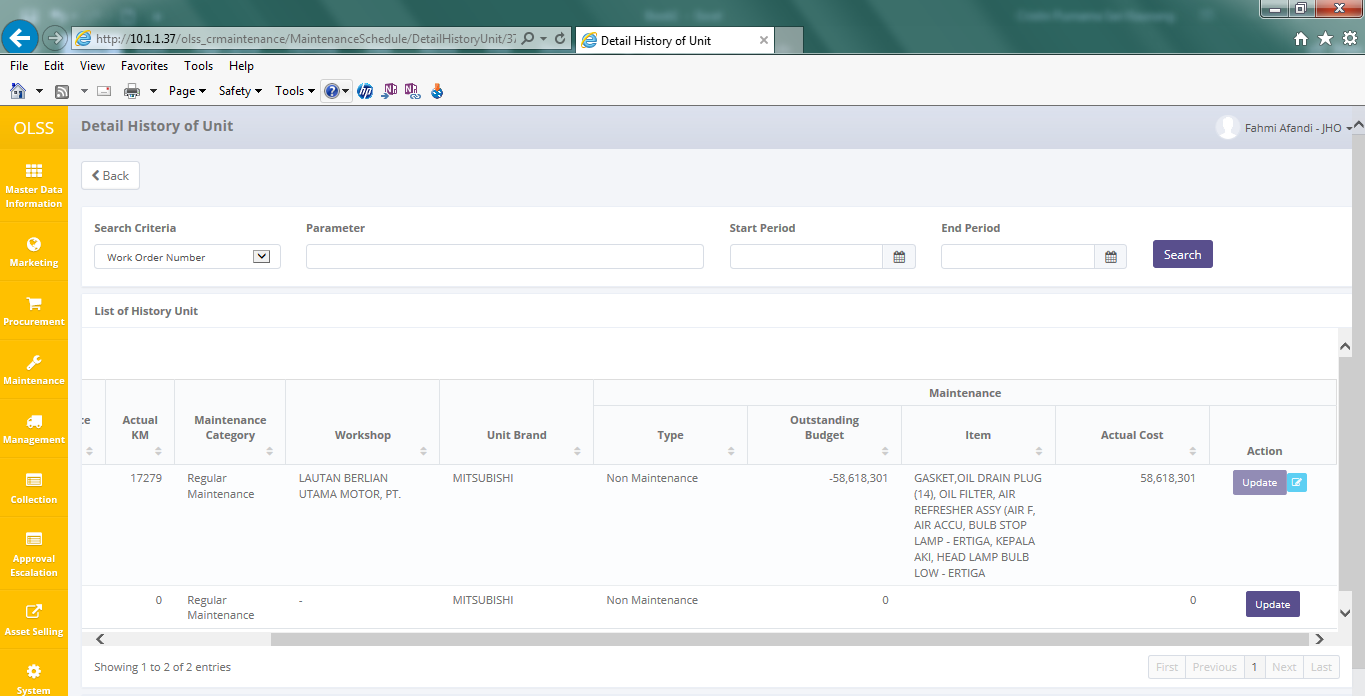 http://10.1.1.37/olss_crmaintenance/MaintenanceSchedule/DetailHistoryUnit/37
Detail History of Unit
File Edit View Favorites Tools Help
Page Safety Tools
OLSS
Detail History of Unit
Fahmi Afandi - JHO
Back
Master Data
Information
Marketing
Procurement
Maintenance
Management
Collection
Approval
Escalation
Asset Selling
System
Search Criteria
Parameter
Start Period
End Period
Work Order Number
Search
List of History Unit
Maintenance
ce
Actual
KM
Maintenance
Category
Workshop
Unit Brand
Type
Outstanding
Budget
Item
Actual Cost
Action
17279
Regular
Maintenance
LAUTAN BERLIAN
UTAMA MOTOR, PT.
MITSUBISHI
Non Maintenance
-58,618,301
GASKET,OIL DRAIN PLUG
(14), OIL FILTER, AIR
REFRESHER ASSY (AIR F,
AIR ACCU, BULB STOP
LAMP - ERTIGA, KEPALA
AKI, HEAD LAMP BULB
LOW - ERTIGA
58,618,301
Update
0
Regular
Maintenance
-
MITSUBISHI
Non Maintenance
0
0
Update
Showing 1 to 2 of 2 entries
First Previous 1 Next Last